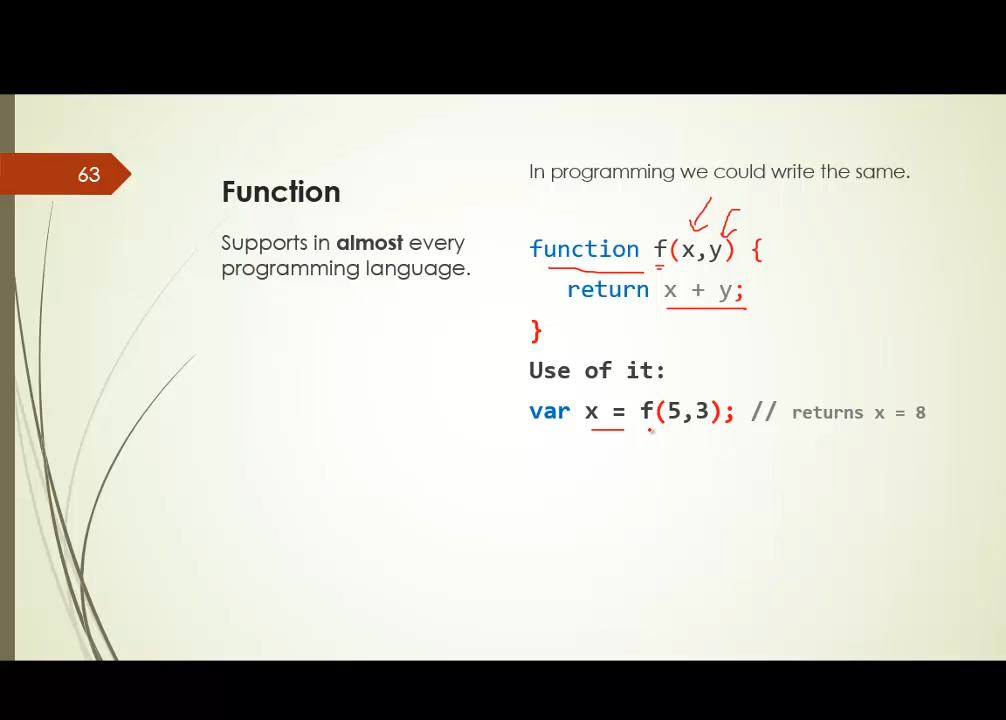 63
Function
Supports in almost every
programming language.
In programming we could write the same.
function f(x,y) {
return x + y;
}
Use of it:
var x = f(5,3); // returns x = 8